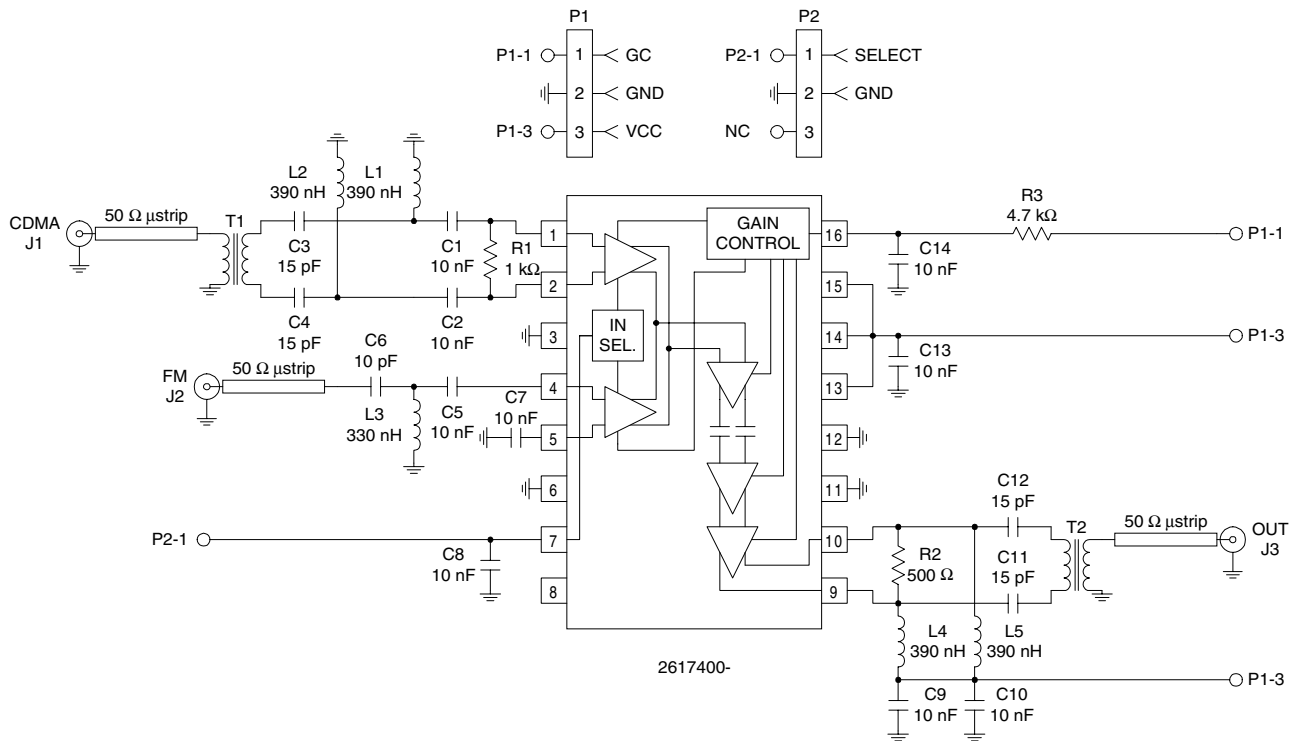 P1
P2
P1-1
1
GC
P2-1
1
SELECT
2
GND
2
GND
P1-3
3
VCC
NC
3
L2
390 nH
L1
390 nH
R3
4.7 kΩ
CDMA
J1
50 Ω μstrip
T1
C3
15 pF
C1
10 nF
R1
1 kΩ
1
GAIN
CONTROL
16
C14
10 nF
P1-1
C4
15 pF
C2
10 nF
2
15
3
IN
SEL.
14
C13
10 nF
P1-3
FM
J2
50 Ω μstrip
C6
10 pF
L3
330 nH
C5
10 nF
C7
10 nF
4
13
5
12
6
11
P2-1
C8
10 nF
7
10
8
9
R2
500 Ω
C12
15 pF
C11
15 pF
T2
50 Ω μstrip
OUT
J3
L4
390 nH
L5
390 nH
P1-3
C9
10 nF
C10
10 nF
2617400-